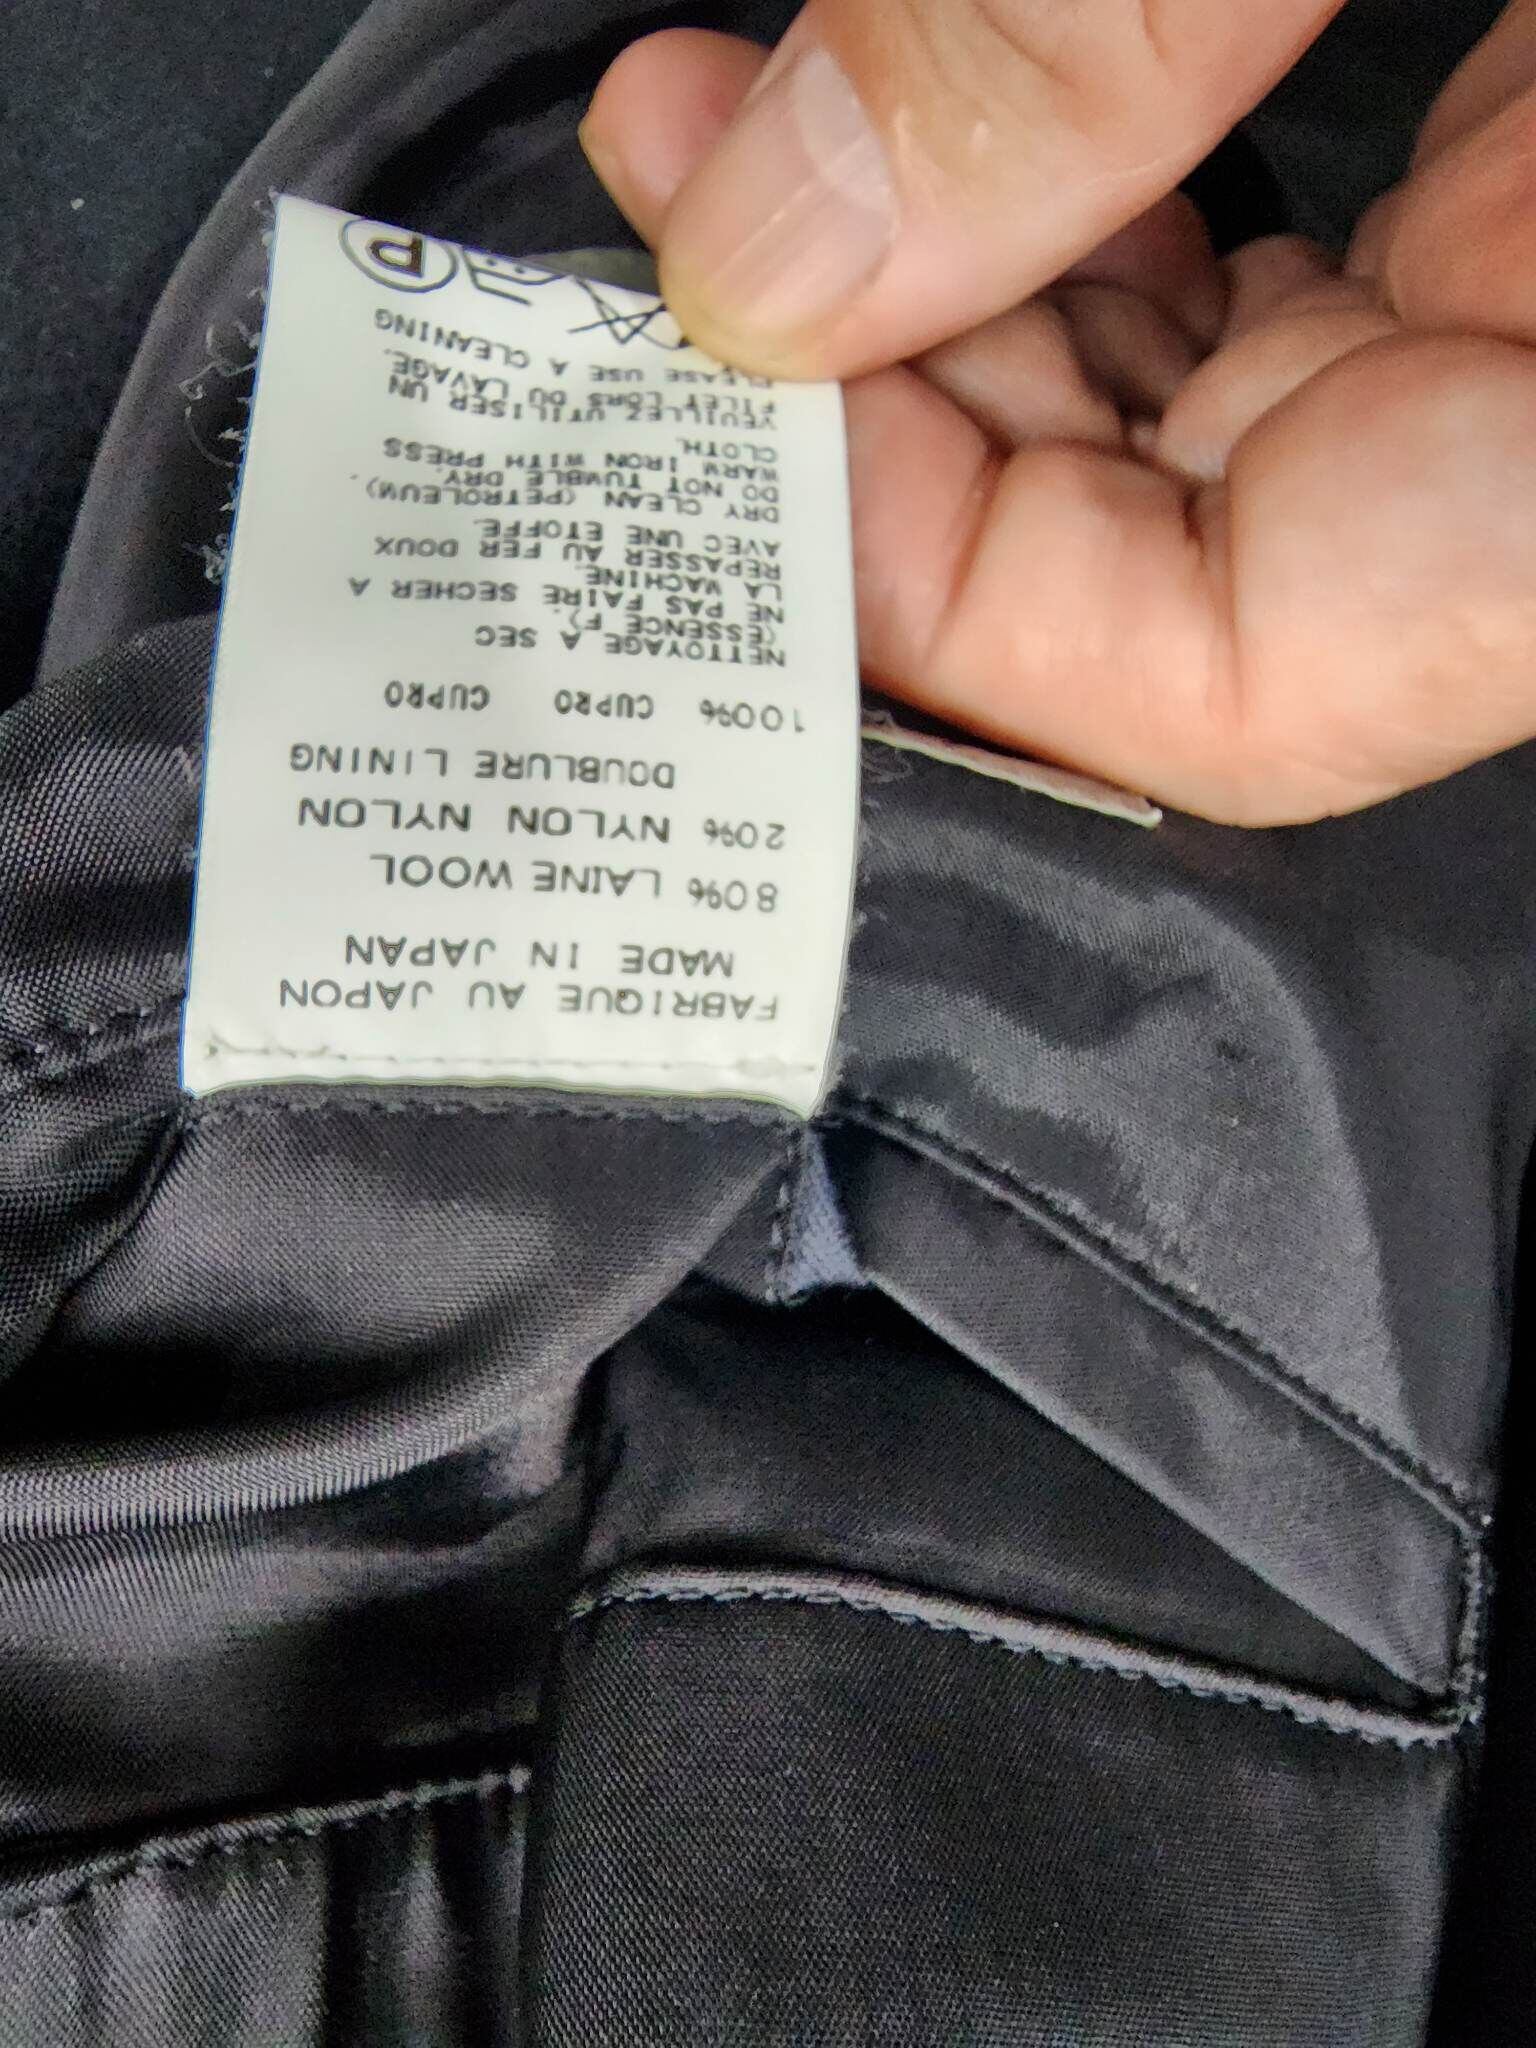 FABRIQUE AU JAPON
MADE IN JAPAN
80% LAINE WOOL
20% NYLON NYLON
DOUBLURE LINING
100% CUPRO CUPRO CUPRO
NETTOYAGE A SEC
(ESSENCE F).
NE PAS FAIRE SECHER A
LA MACHINE.
REPASSER AU FER DOUX
AVEC UNE ETOFFE.
DRY CLEAN (PETROLEUM).
DO NOT TUMBLE DRY.
WARM IRON WITH PRESS
CLOTH.
VEUILLEZ UTILISER UN
FILET LORS DU LAVAGE.
PLEASE USE A CLEANING
P